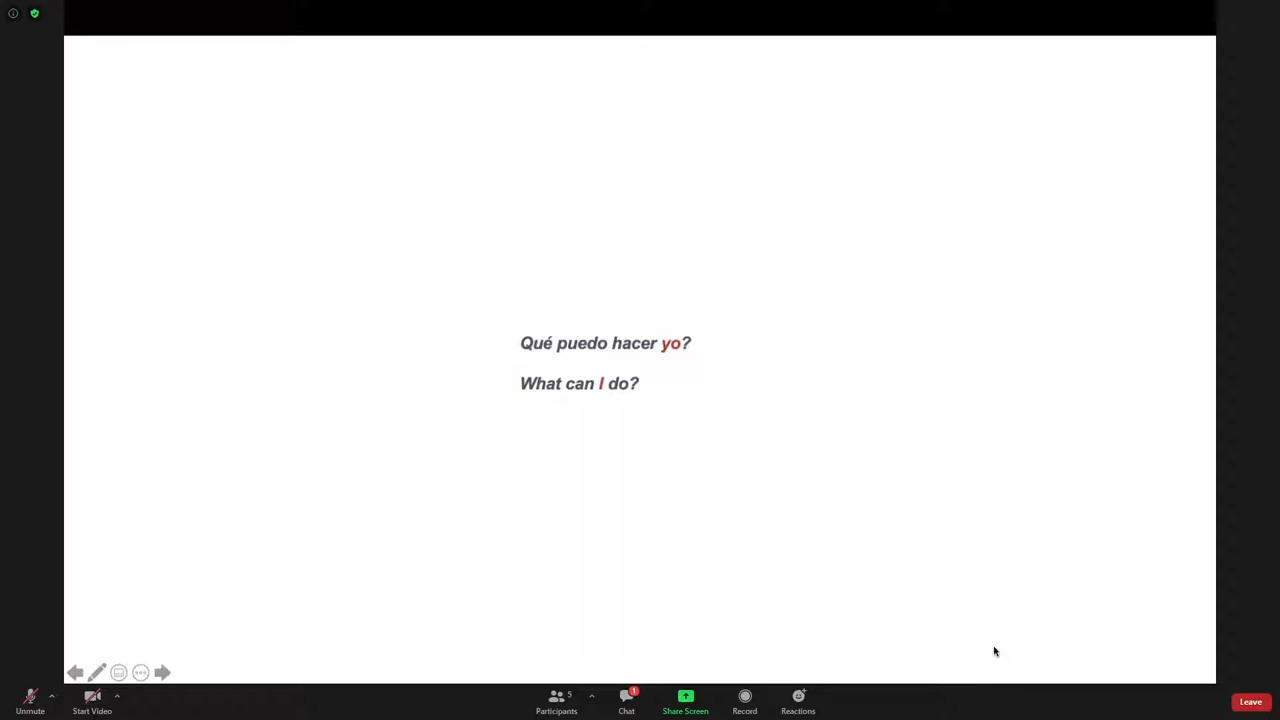 Qué puedo hacer yo?
What can I do?
Unmute
Start Video
5
Participants
1
Chat
Share Screen
Record
Reactions
Leave